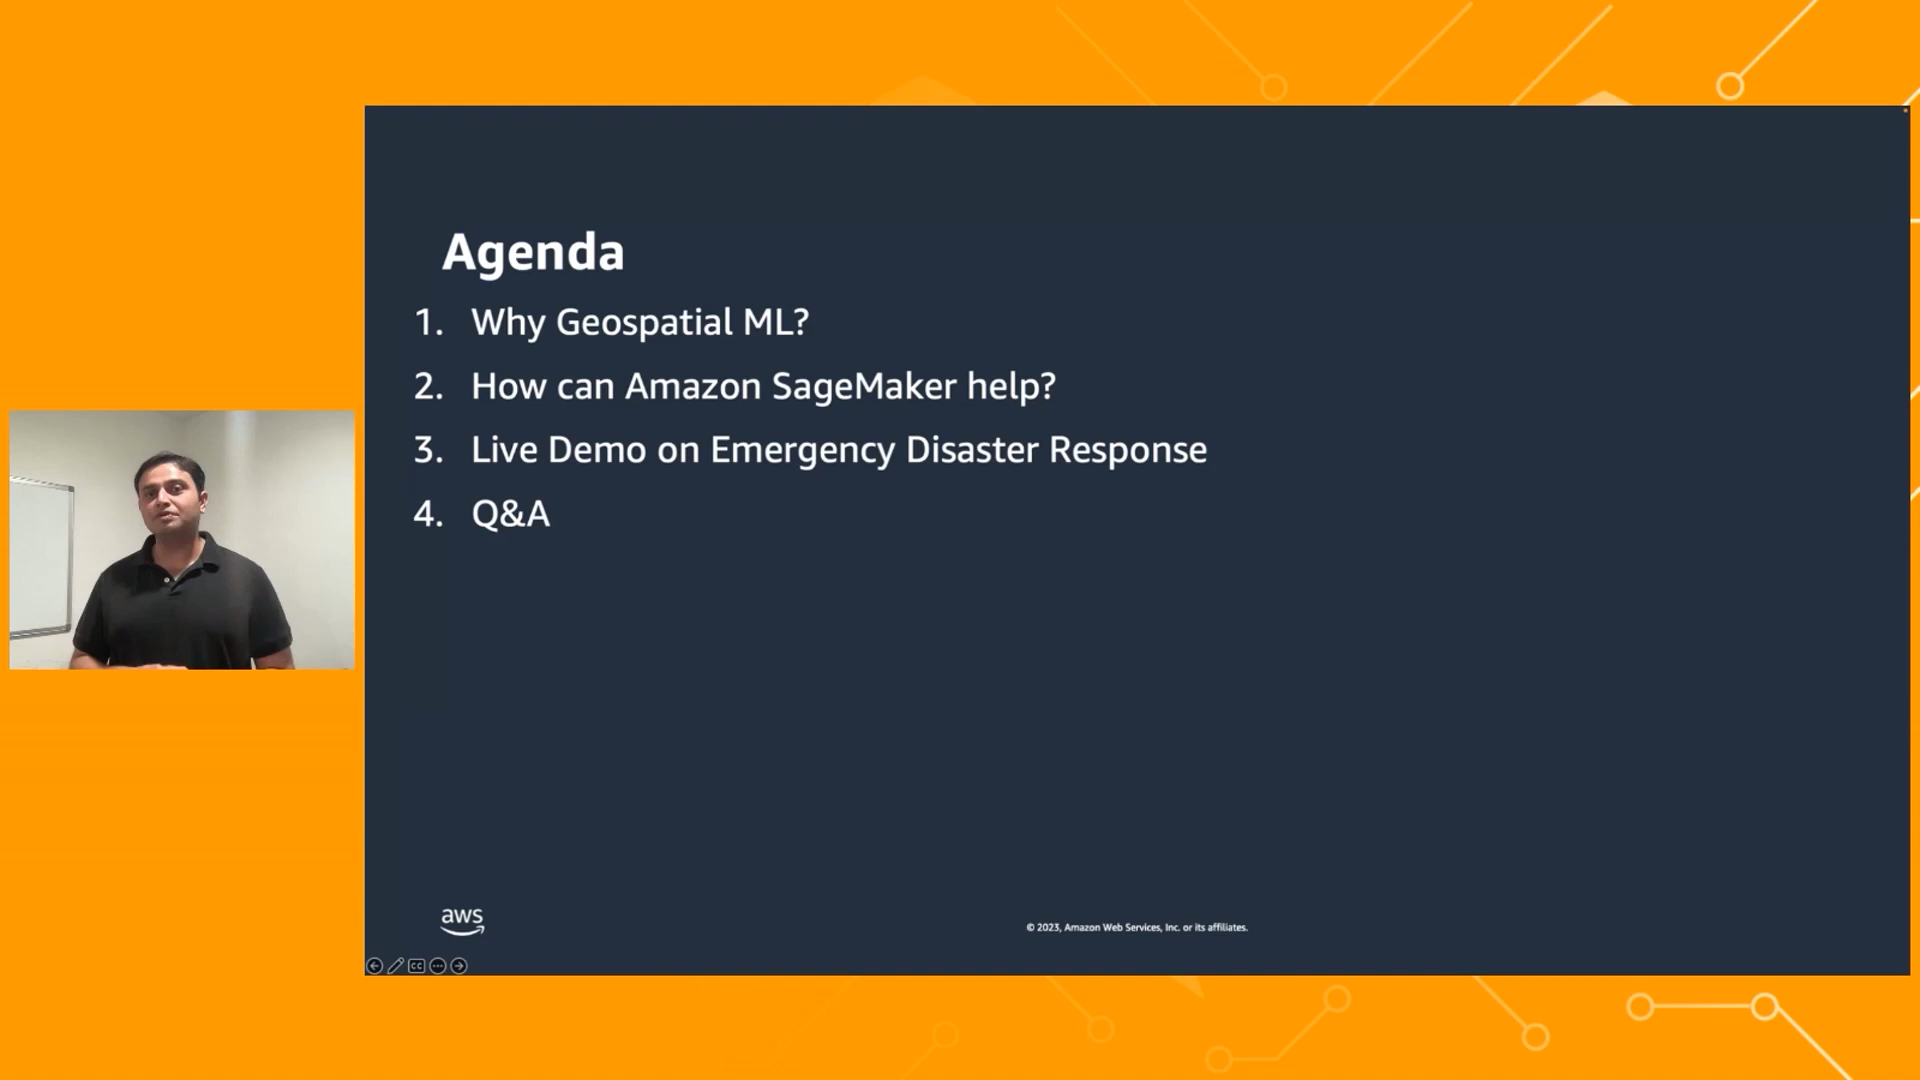 Agenda
1. Why Geospatial ML?
2. How can Amazon SageMaker help?
3. Live Demo on Emergency Disaster Response
4. Q&A
aws
© 2023, Amazon Web Services, Inc. or its affiliates.
CC